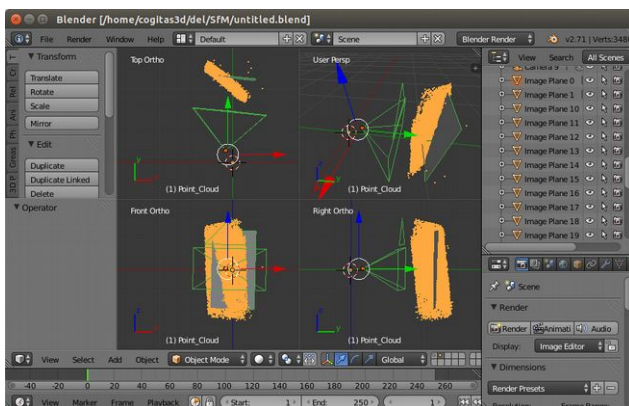 Blender [/home/cogitas3d/del/SfM/untitled.blend]
File Render Window Help Default Scene Blender Render v2.71 | Verts:348
Transform
Translate
Rotate
Scale
Mirror
Edit
Duplicate
Duplicate Linked
Delete
Operator
Top Ortho
(1) Point_Cloud
User Persp
(1) Point_Cloud
Front Ortho
(1) Point_Cloud
Right Ortho
(1) Point_Cloud
View Search All Scenes
Camera 9
Image Plane 0
Image Plane 1
Image Plane 10
Image Plane 11
Image Plane 12
Image Plane 13
Image Plane 14
Image Plane 15
Image Plane 16
Image Plane 17
Image Plane 18
Image Plane 19
Scene
Render
Render Animati Audio
Display: Image Editor
Dimensions
Render Presets
View Select Add Object Object Mode Global
-40 -20 0 20 40 60 80 100 120 140 160 180 200 220 240 260
View Marker Frame Playback Start: 1 End: 250 1